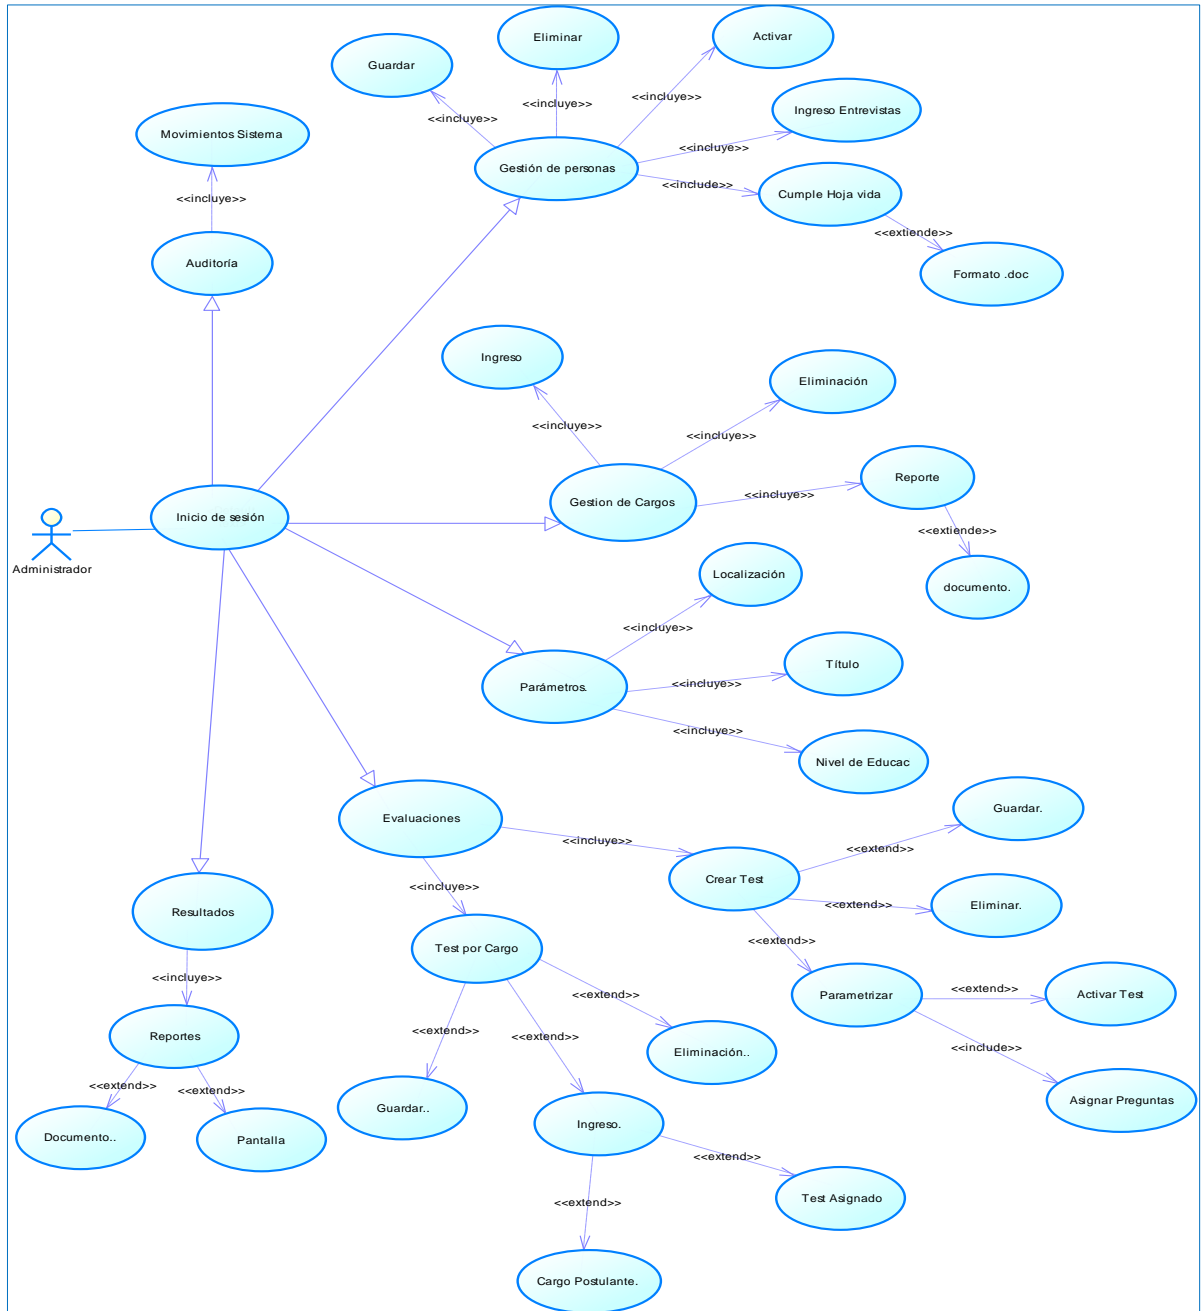 Eliminar
Activar
Guardar
<<incluye>>
<<incluye>>
<<incluye>>
Ingreso Entrevistas
Movimientos Sistema
<<incluye>>
Gestión de personas
<<include>>
Cumple Hoja vida
<<incluye>>
<<extiende>>
Auditoría
Formato .doc
Ingreso
Eliminación
<<incluye>>
<<incluye>>
Reporte
Gestion de Cargos
<<incluye>>
Inicio de sesión
<<extiende>>
Administrador
Localización
documento.
<<incluye>>
Título
Parámetros.
<<incluye>>
<<incluye>>
Nivel de Educac
Guardar.
Evaluaciones
<<incluye>>
<<extend>>
Crear Test
<<incluye>>
<<extend>>
Eliminar.
Resultados
Test por Cargo
<<extend>>
<<incluye>>
<<extend>>
Parametrizar
<<extend>>
Activar Test
Reportes
<<extend>>
<<extend>>
Eliminación..
<<include>>
<<extend>>
<<extend>>
Guardar..
Asignar Preguntas
Documento..
Pantalla
Ingreso.
<<extend>>
<<extend>>
Test Asignado
Cargo Postulante.